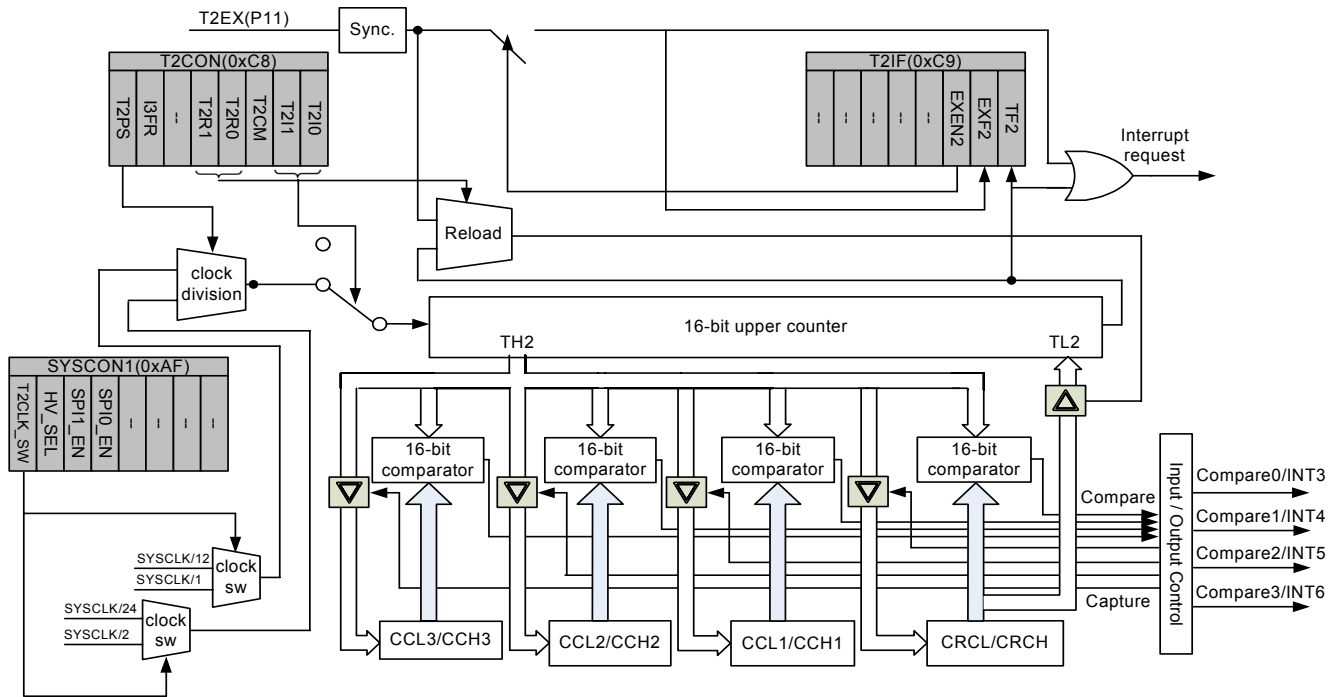 T2EX(P11)
Sync.
T2CON(0xC8)
T2PS
I3FR
--
T2R1
T2R0
T2CM
T2I1
T2I0
T2IF(0xC9)
--
--
--
--
--
EXEN2
EXF2
TF2
Interrupt
request
Reload
clock
division
16-bit upper counter
TH2
TL2
SYSCON1(0xAF)
T2CLK_SW
HV_SEL
SPI1_EN
SPI0_EN
--
--
--
--
16-bit
comparator
16-bit
comparator
16-bit
comparator
16-bit
comparator
Compare
Capture
Input / Output Control
Compare0/INT3
Compare1/INT4
Compare2/INT5
Compare3/INT6
SYSCLK/12
SYSCLK/1
clock
sw
SYSCLK/24
SYSCLK/2
clock
sw
CCL3/CCH3
CCL2/CCH2
CCL1/CCH1
CRCL/CRCH